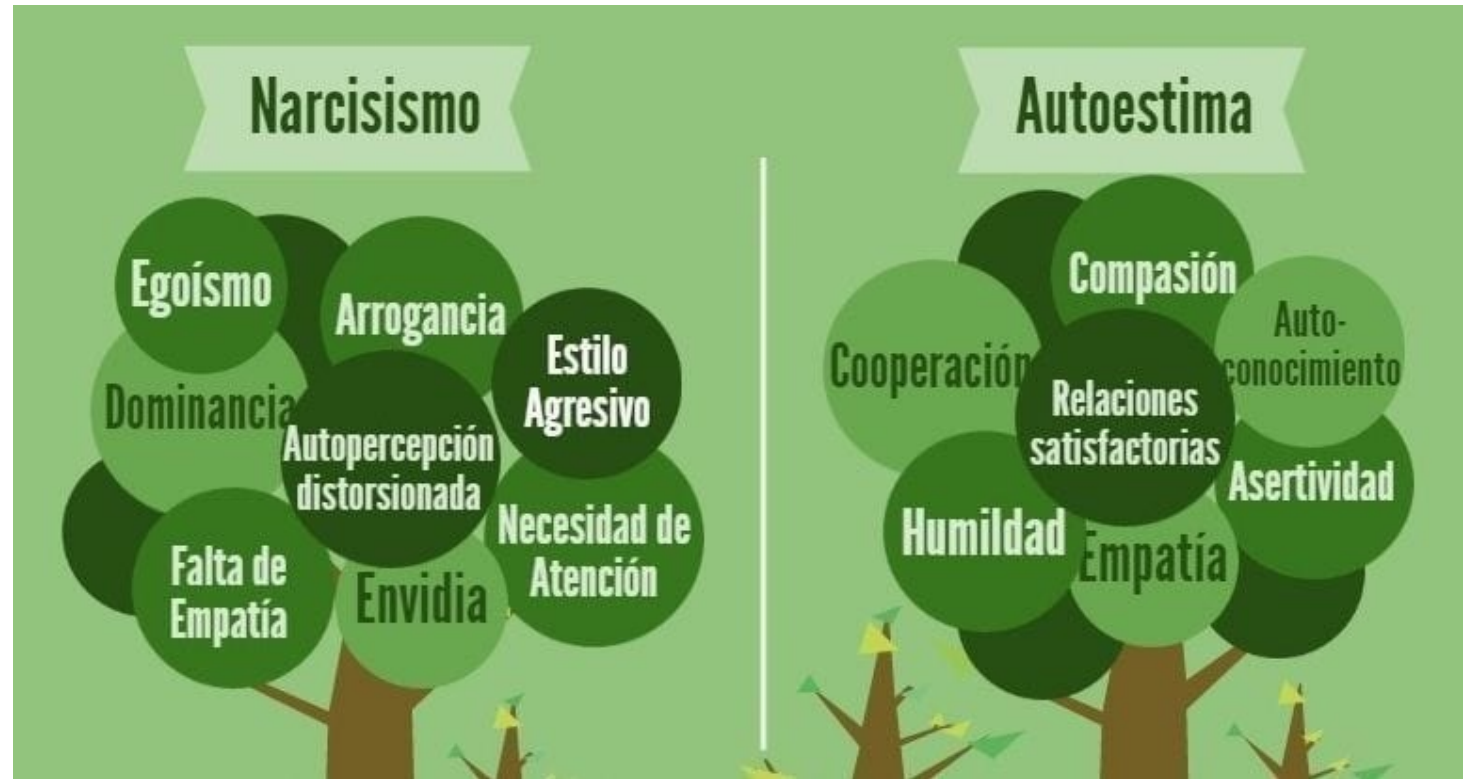 Narcisismo
Egoísmo
Arrogancia
Estilo
Agresivo
Dominancia
Autopercepción
distorsionada
Necesidad de
Atención
Falta de
Empatía
Envidia
Autoestima
Compasión
Auto-
conocimiento
Cooperación
Relaciones
satisfactorias
Asertividad
Humildad
Empatía